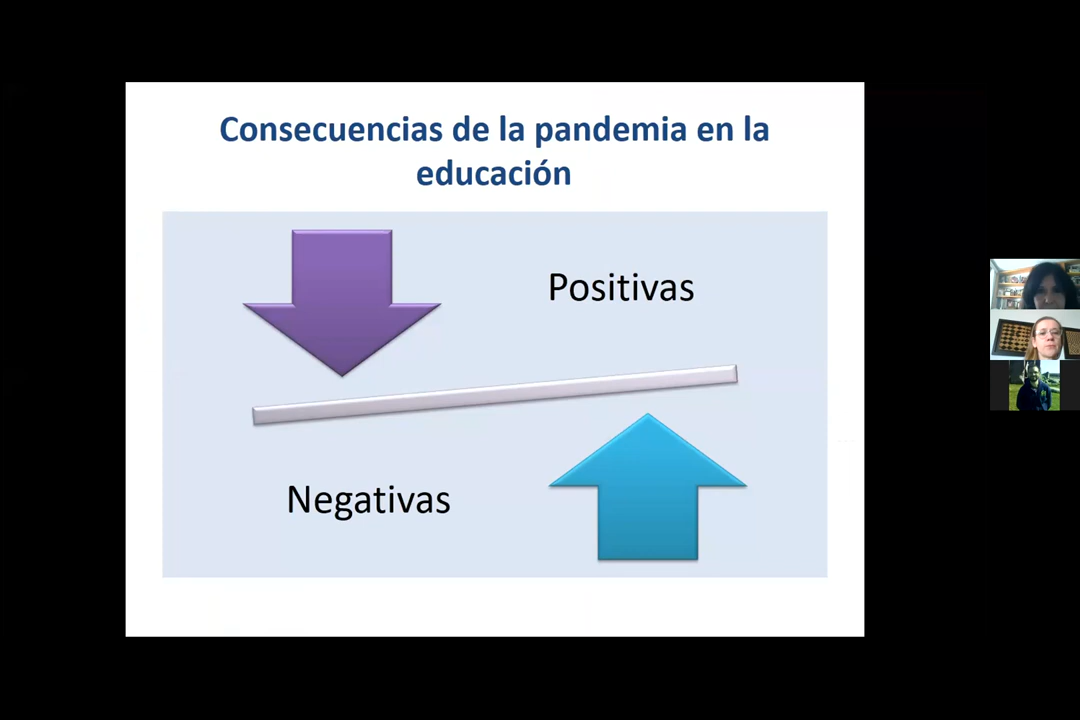 Consecuencias de la pandemia en la
educación
Positivas
Negativas